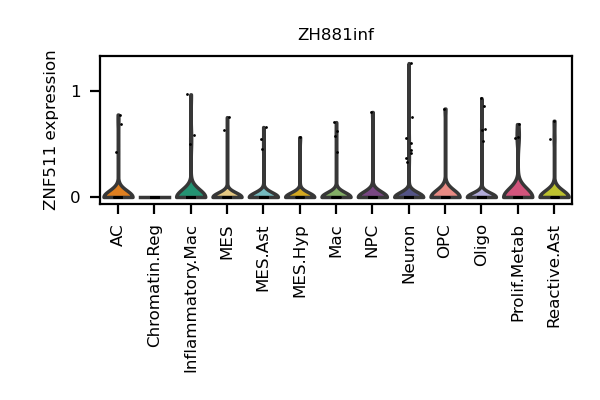 ZH881inf
ZNF511 expression
1
0
AC
Chromatin.Reg
Inflammatory.Mac
MES
MES.Ast
MES.Hyp
Mac
NPC
Neuron
OPC
Oligo
Prolif.Metab
Reactive.Ast